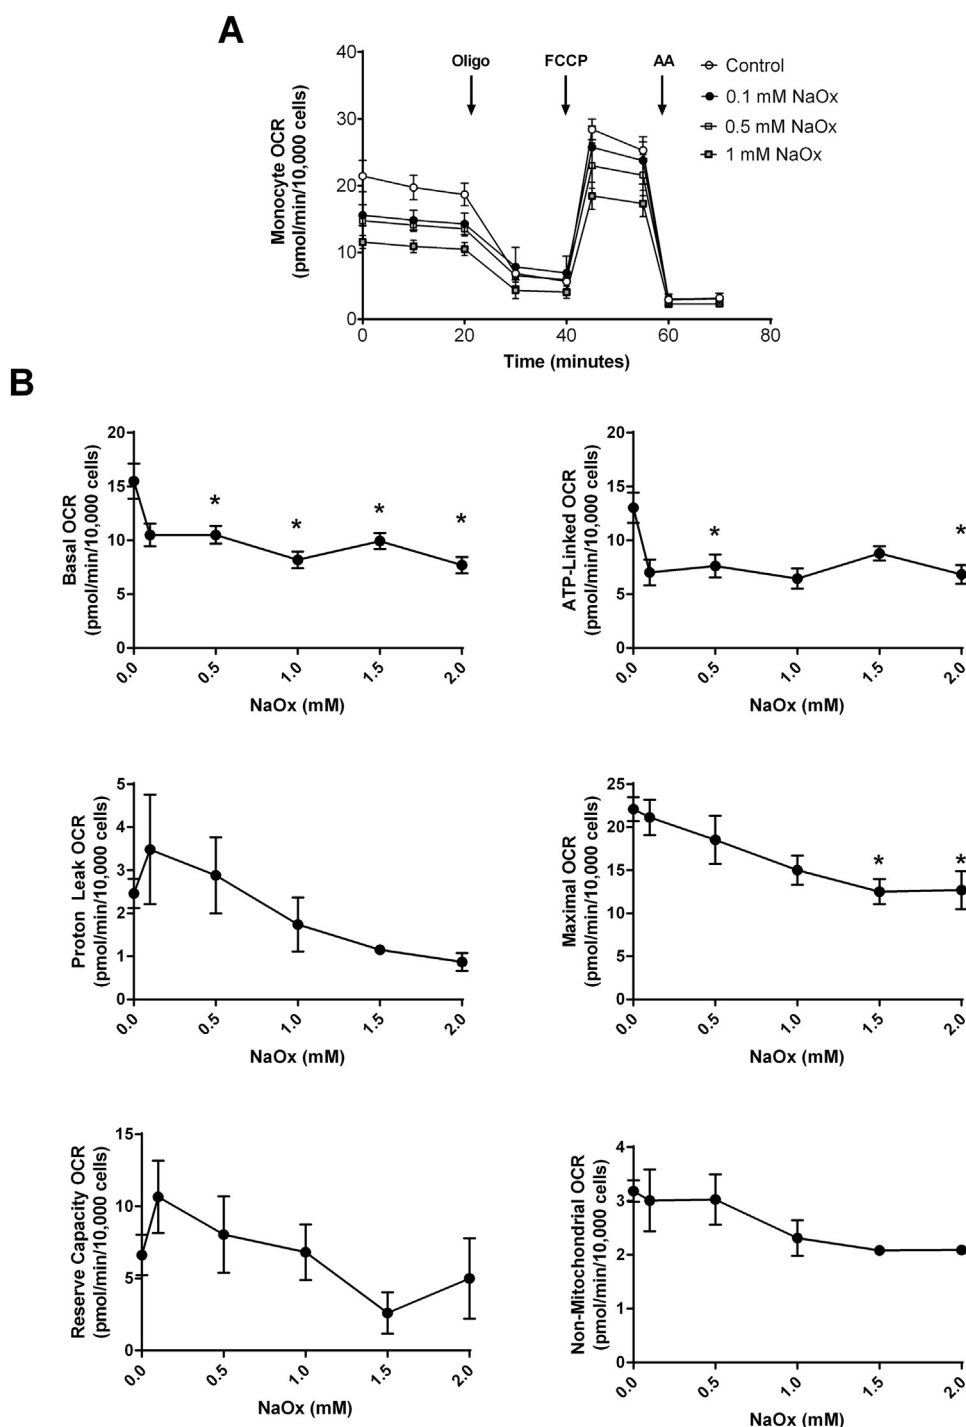 A
Monocyte OCR
(pmol/min/10,000 cells)
40
30
20
10
0
Oligo
FCCP
AA
Control
0.1 mM NaOx
0.5 mM NaOx
1 mM NaOx
0 20 40 60 80
Time (minutes)
B
Basal OCR
(pmol/min/10,000 cells)
20
15
10
5
0
* * * *
0.0 0.5 1.0 1.5 2.0
NaOx (mM)
ATP-Linked OCR
(pmol/min/10,000 cells)
20
15
10
5
0
* *
0.0 0.5 1.0 1.5 2.0
NaOx (mM)
Proton Leak OCR
(pmol/min/10,000 cells)
5
4
3
2
1
0
0.0 0.5 1.0 1.5 2.0
NaOx (mM)
Maximal OCR
(pmol/min/10,000 cells)
25
20
15
10
5
0
* *
0.0 0.5 1.0 1.5 2.0
NaOx (mM)
Reserve Capacity OCR
(pmol/min/10,000 cells)
15
10
5
0
0.0 0.5 1.0 1.5 2.0
NaOx (mM)
Non-Mitochondrial OCR
(pmol/min/10,000 cells)
4
3
2
1
0
0.0 0.5 1.0 1.5 2.0
NaOx (mM)